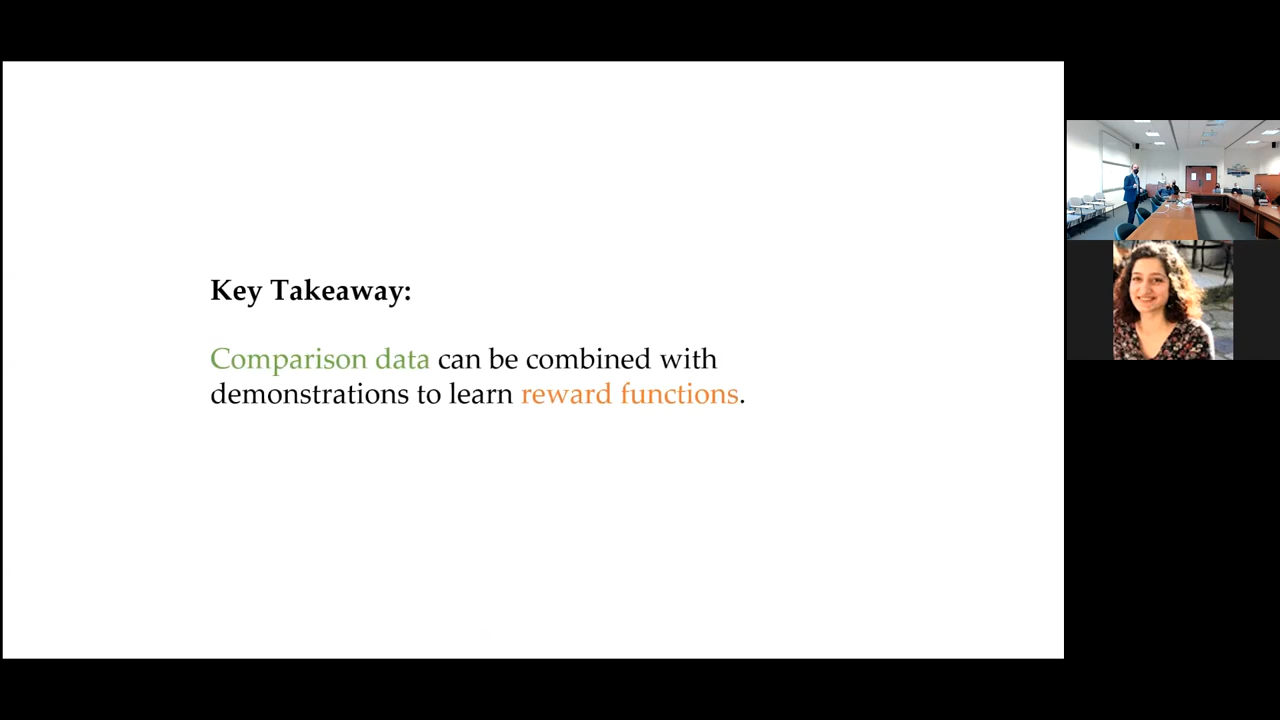 Key Takeaway:
Comparison data can be combined with
demonstrations to learn reward functions.